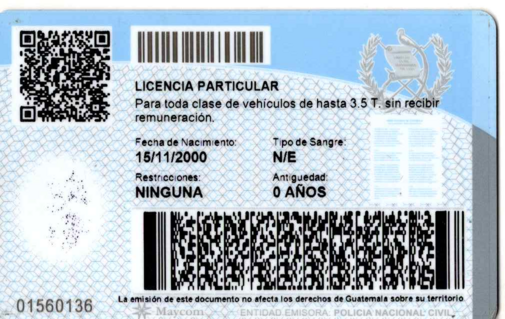 LICENCIA PARTICULAR
Para toda clase de vehículos de hasta 3.5 T. sin recibir
remuneración.
Fecha de Nacimiento: Tipo de Sangre:
15/11/2000 N/E
Restricciones: Antiguedad:
NINGUNA 0 AÑOS
La emisión de este documento no afecta los derechos de Guatemala sobre su territorio.
01560136
Maycom ENTIDAD EMISORA: POLICIA NACIONAL CIVIL